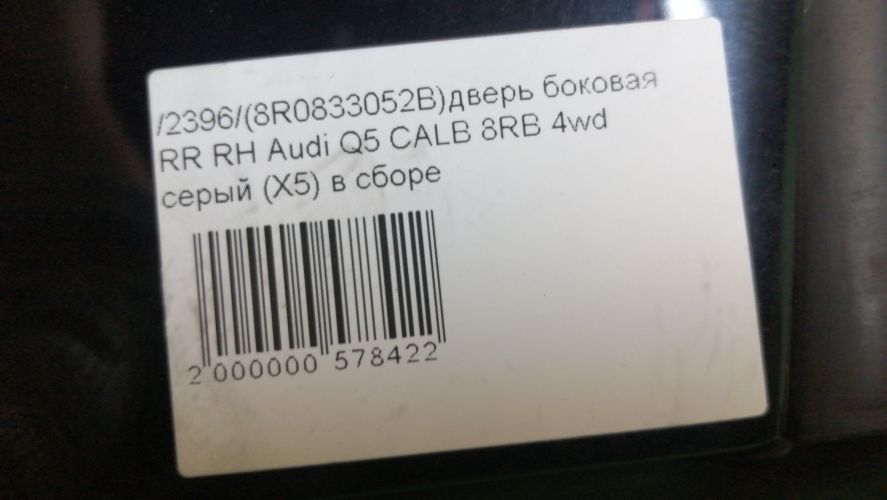 /2396/(8R0833052B)дверь боковая
RR RH Audi Q5 CALB 8RB 4wd
серый (X5) в сборе
2 000000 578422